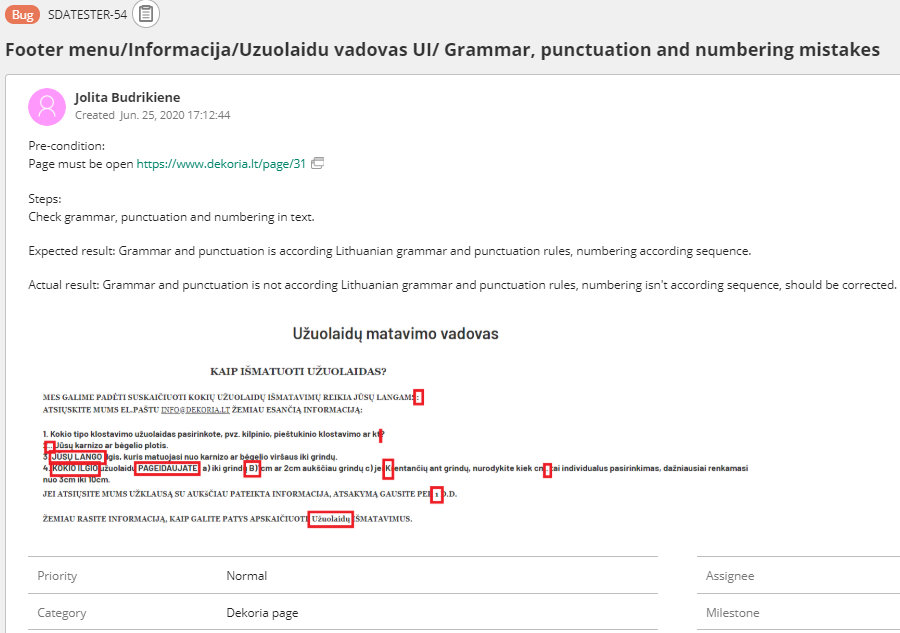 Bug SDATESTER-54
Footer menu/Informacija/Uzuolaidu vadovas UI/ Grammar, punctuation and numbering mistakes
Jolita Budrikiene
Created Jun. 25, 2020 17:12:44
Pre-condition:
Page must be open https://www.dekoria.lt/page/31
Steps:
Check grammar, punctuation and numbering in text.
Expected result: Grammar and punctuation is according Lithuanian grammar and punctuation rules, numbering according sequence.
Actual result: Grammar and punctuation is not according Lithuanian grammar and punctuation rules, numbering isn't according sequence, should be corrected.
Užuolaidų matavimo vadovas
KAIP IŠMATUOTI UŽUOLAIDAS?
MES GALIME PADĖTI SUSKAIČIUOTI KOKIŲ UŽUOLAIDŲ IŠMATAVIMŲ REIKIA JŪSŲ LANGAMS:
ATSIŲSKITE MUMS EL.PAŠTU INFO@DEKORIA.LT ŽEMIAU ESANČIĄ INFORMACIJĄ:
1. Kokio tipo klostavimo užuolaidas pasirinkote, pvz. kilpinio, pieštukinio klostavimo ar kt?
Jūsų karnizo ar bėgelio plotis.
3. JŪSŲ LANGO ilgis, kuris matuojasi nuo karnizo ar bėgelio viršaus iki grindų.
4. KOKIO ILGIO užuolaidų PAGEIDAUJATE a) iki grindų B) cm ar 2cm aukščiau grindų c) jei Krentančių ant grindų, nurodykite kiek cm. tai individualus pasirinkimas, dažniausiai renkamasi
nuo 3cm iki 10cm.
JEI ATSIŲSITE MUMS UŽKLAUSĄ SU AUKšČIAU PATEIKTA INFORMACIJA, ATSAKYMĄ GAUSITE PER 1 D.D.
ŽEMIAU RASITE INFORMACIJĄ, KAIP GALITE PATYS APSKAIČIUOTI Užuolaidų IŠMATAVIMUS.
Priority Normal Assignee
Category Dekoria page Milestone